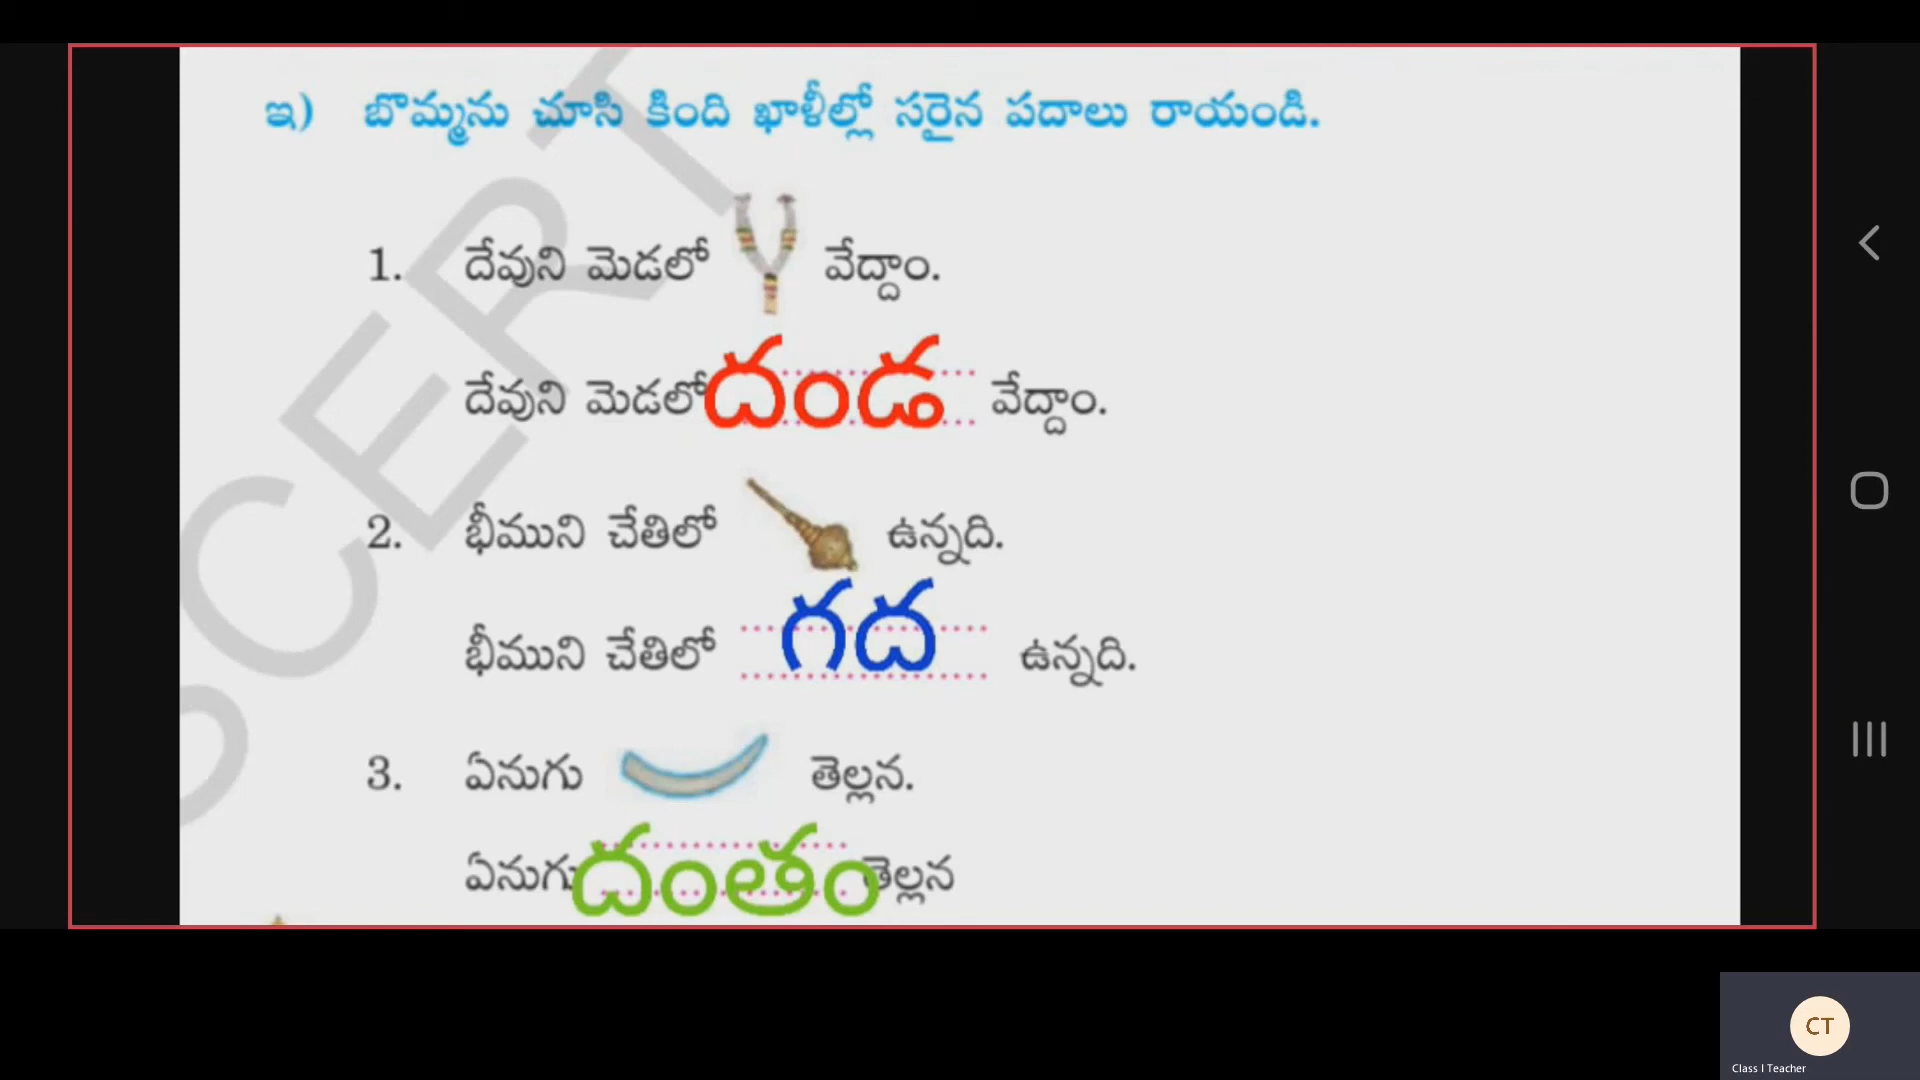 ఇ) బొమ్మను చూసి కింది ఖాళీల్లో సరైన పదాలు రాయండి.
1. దేవుని మెడలో వేద్దాం.
దేవుని మెడలో దండ వేద్దాం.
2. భీముని చేతిలో ఉన్నది.
భీముని చేతిలో గద ఉన్నది.
3. ఏనుగు తెల్లన.
ఏనుగు దంతం తెల్లన
SCERT
CT
Class I Teacher